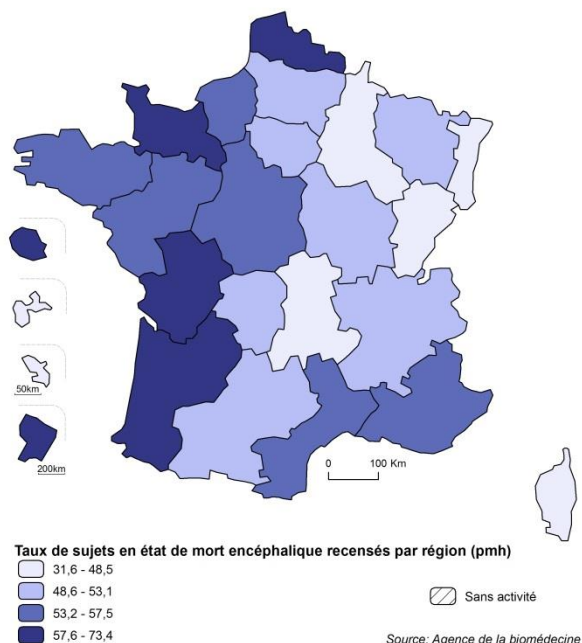 50km
200km
0 100 Km
Taux de sujets en état de mort encéphalique recensés par région (pmh)
31,6 - 48,5
48,6 - 53,1
53,2 - 57,5
57,6 - 73,4
Sans activité
Source: Agence de la biomédecine